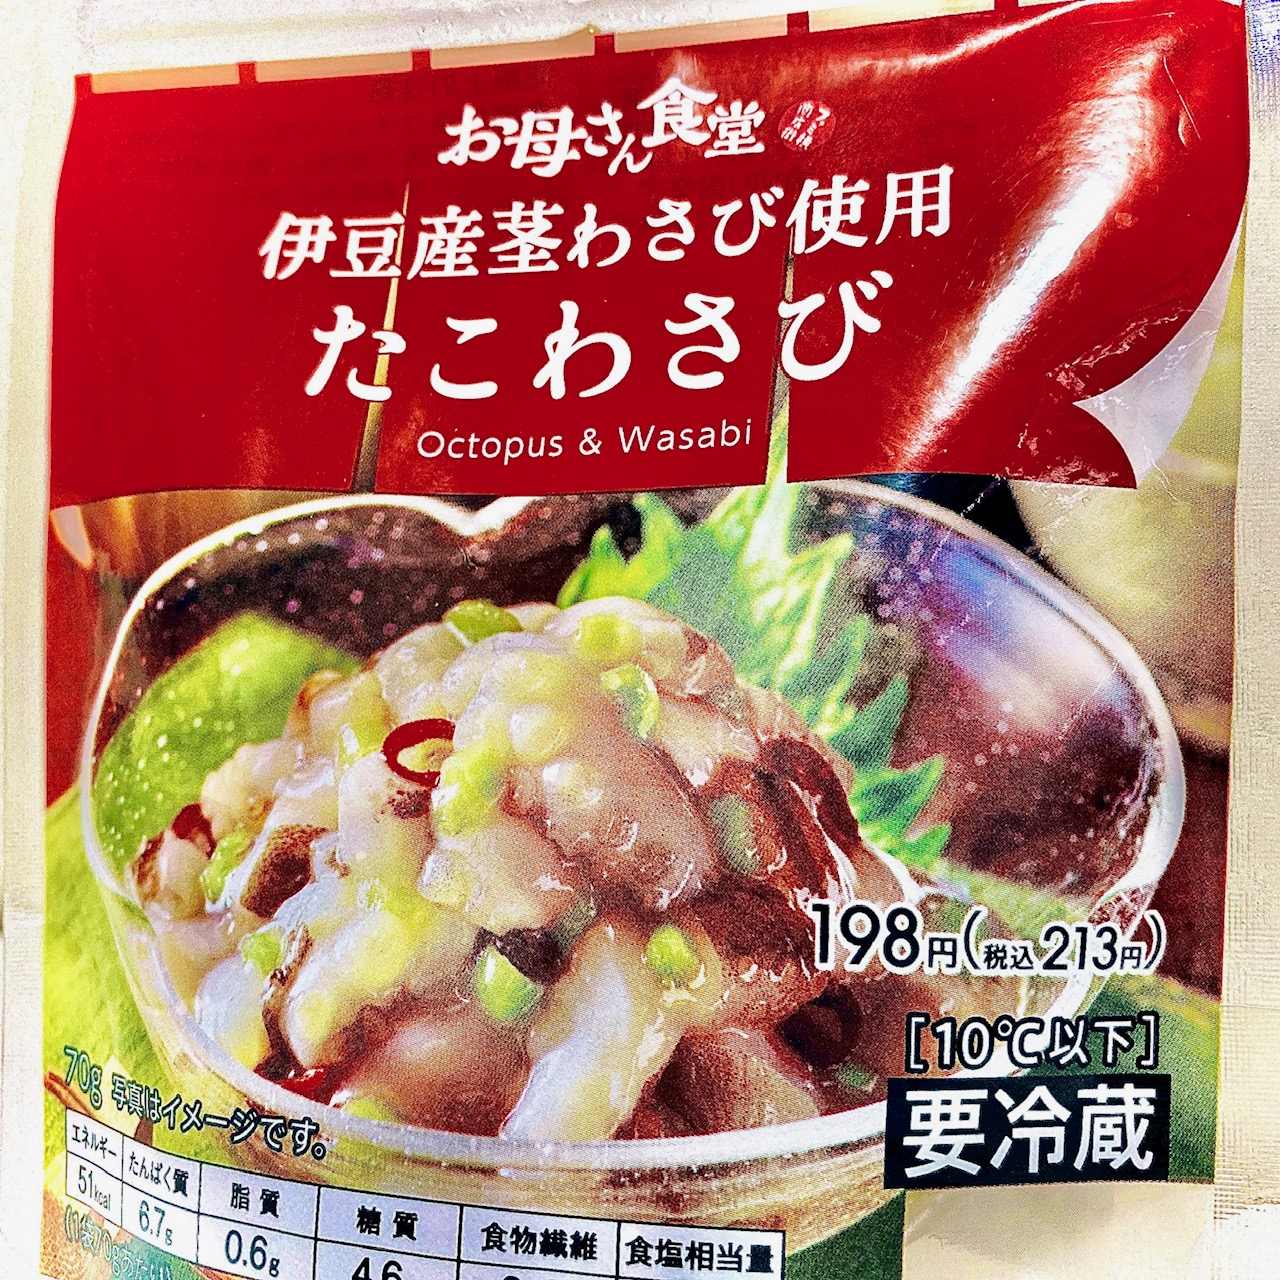 お母さん食堂
伊豆産茎わさび使用
たこわさび
Octopus & Wasabi
198円(税込213円)
[10℃以下]
要冷蔵
70g 写真はイメージです。
エネルギー たんぱく質 脂質 糖質 食物繊維 食塩相当量
51kcal 6.7g 0.6g